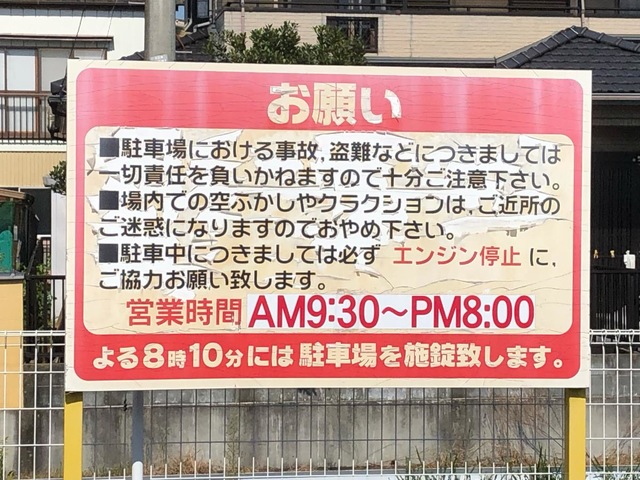 お願い
■駐車場における事故,盗難などにつきましては
一切責任を負いかねますので十分ご注意下さい。
■場内での空ぶかしやクラクションは,ご近所の
ご迷惑になりますのでおやめ下さい。
■駐車中につきましては必ず エンジン停止 に,
ご協力お願い致します。
営業時間 AM9:30～PM8:00
よる8時10分には駐車場を施錠致します。